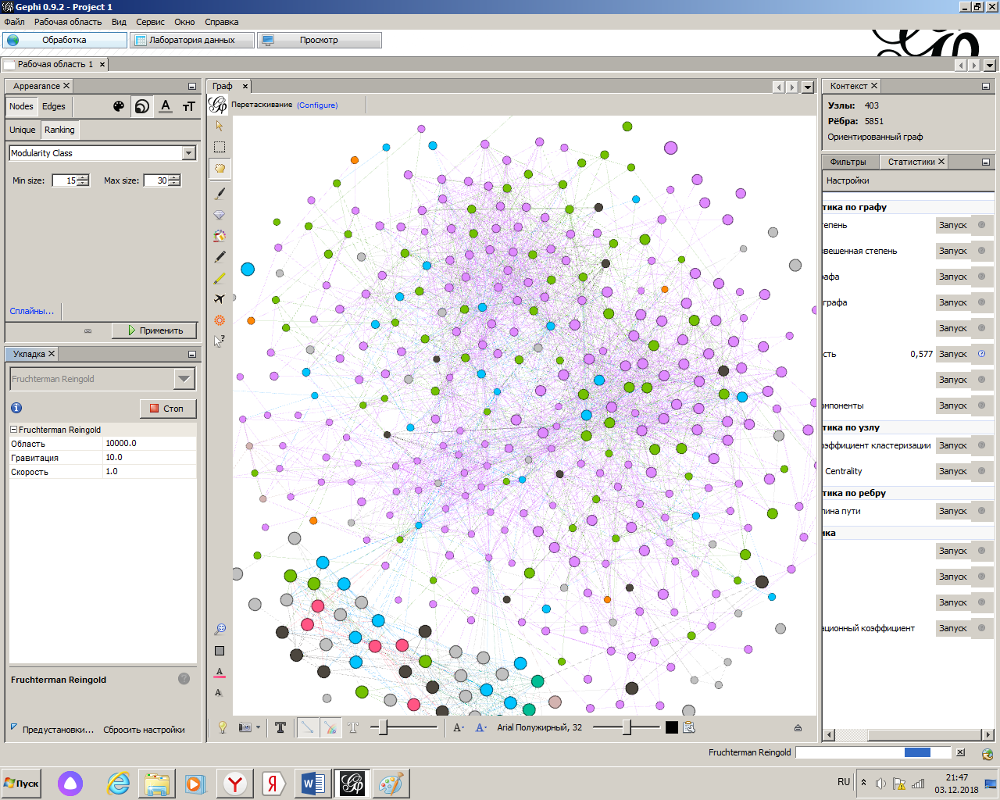 Gephi 0.9.2 - Project 1
Файл Рабочая область Вид Сервис Окно Справка
Обработка Лаборатория данных Просмотр
Рабочая область 1
Appearance
Nodes Edges
Unique Ranking
Modularity Class
Min size: 15 Max size: 30
Сплайны...
Применить
Укладка
Fruchterman Reingold
Стоп
Fruchterman Reingold
Область 10000.0
Гравитация 10.0
Скорость 1.0
Fruchterman Reingold
Предустановки... Сбросить настройки
Граф
Перетаскивание (Configure)
Arial Полужирный, 32
Контекст
Узлы: 403
Рёбра: 5851
Ориентированный граф
Фильтры Статистики
Настройки
тика по графу
тепень Запуск
звешенная степень Запуск
рафа Запуск
графа Запуск
Запуск
сть 0,577 Запуск
Запуск
омпоненты Запуск
тика по узлу
оэффициент кластеризации Запуск
Centrality Запуск
тика по ребру
лина пути Запуск
ика
Запуск
Запуск
Запуск
ационный коэффициент Запуск
Fruchterman Reingold
Пуск
RU
21:47
03.12.2018